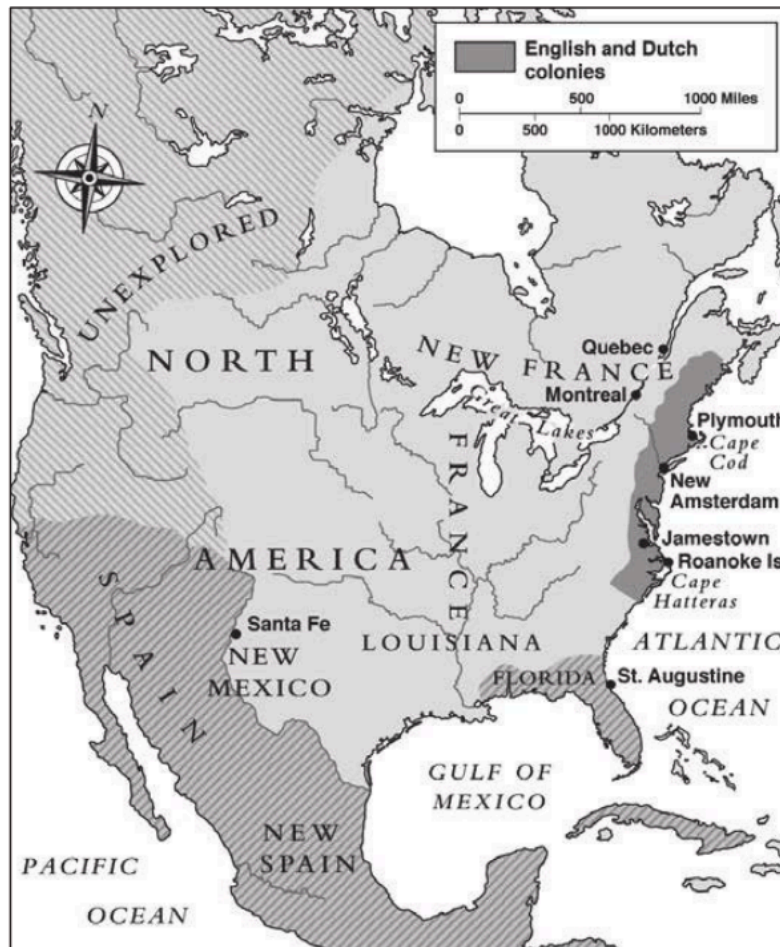 English and Dutch
colonies
0 500 1000 Miles
0 500 1000 Kilometers
N
UNEXPLORED
NORTH
AMERICA
NEW FRANCE
FRANCE
Quebec
Montreal
Great Lakes
Plymouth
Cape
Cod
New
Amsterdam
Jamestown
Roanoke Is
Cape
Hatteras
ATLANTIC
OCEAN
SPAIN
Santa Fe
NEW
MEXICO
LOUISIANA
FLORIDA
St. Augustine
GULF OF
MEXICO
NEW
SPAIN
PACIFIC
OCEAN